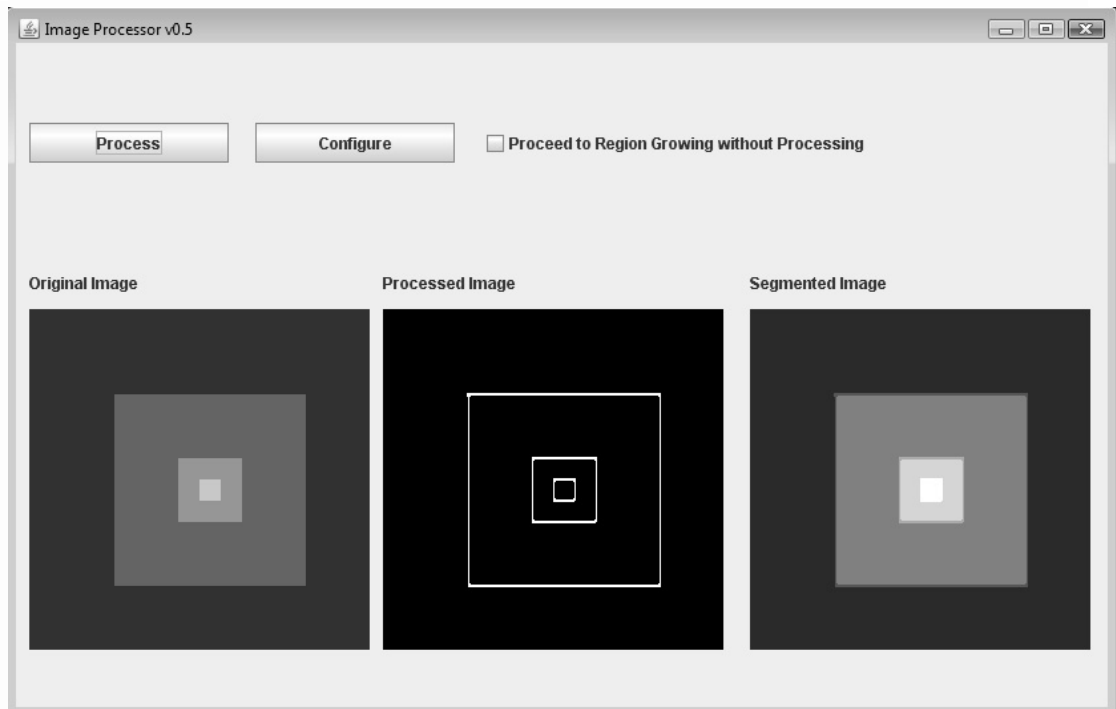 Image Processor v0.5
Process
Configure
Proceed to Region Growing without Processing
Original Image
Processed Image
Segmented Image